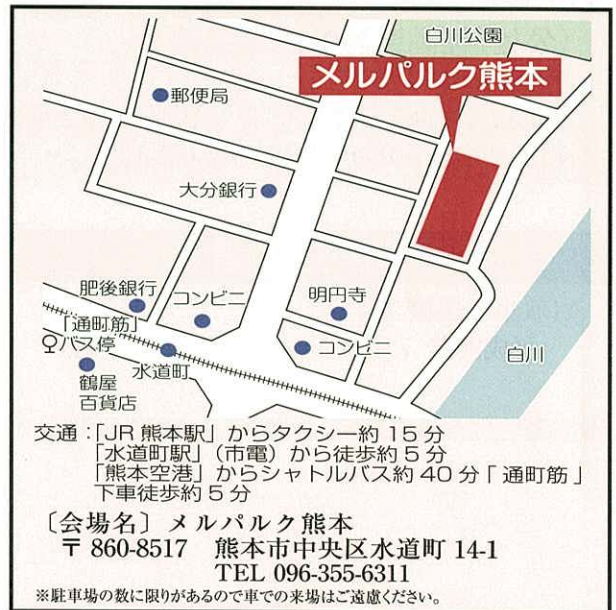 白川公園
メルパルク熊本
郵便局
大分銀行
肥後銀行
コンビニ
明円寺
「通町筋」
バス停
水道町
コンビニ
白川
鶴屋
百貨店
交通:「JR 熊本駅」からタクシー約 15 分
「水道町駅」(市電)から徒歩約 5 分
「熊本空港」からシャトルバス約 40 分「通町筋」
下車徒歩約 5 分
〔会場名〕メルパルク熊本
〒 860-8517 熊本市中央区水道町 14-1
TEL 096-355-6311
※駐車場の数に限りがあるので車での来場はご遠慮ください。